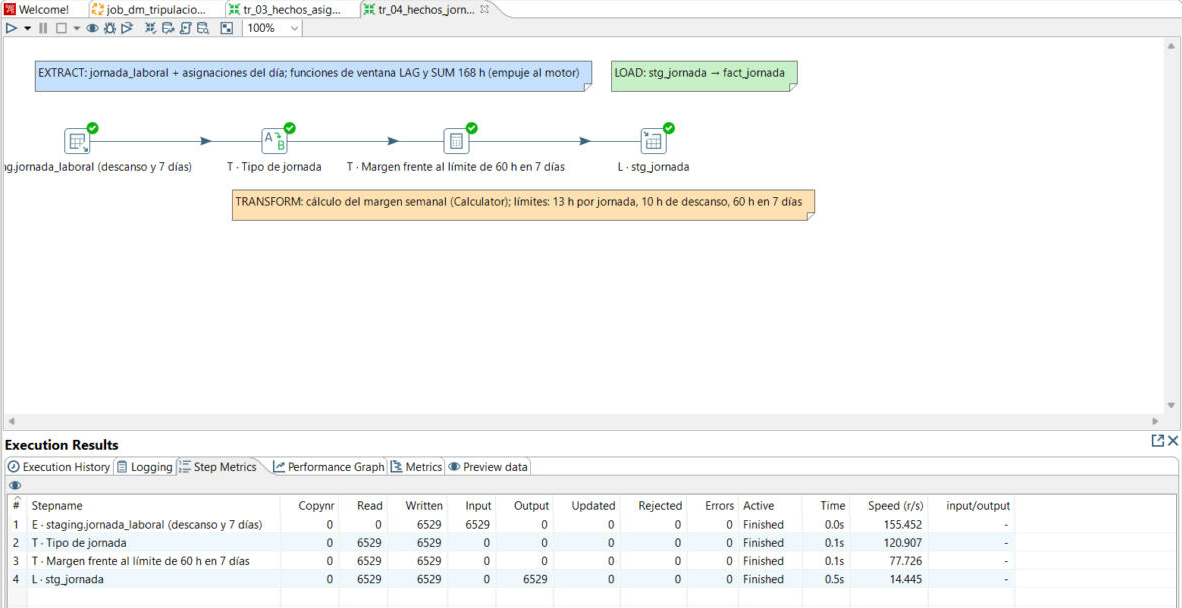 Welcome!
job_dm_tripulacio...
tr_03_hechos_asig...
tr_04_hechos_jorn...
100%
EXTRACT: jornada_laboral + asignaciones del día; funciones de ventana LAG y SUM 168 h (empuje al motor)
LOAD: stg_jornada → fact_jornada
ng.jornada_laboral (descanso y 7 días)
T · Tipo de jornada
T · Margen frente al límite de 60 h en 7 días
L · stg_jornada
TRANSFORM: cálculo del margen semanal (Calculator); límites: 13 h por jornada, 10 h de descanso, 60 h en 7 días
Execution Results
Execution History Logging Step Metrics Performance Graph Metrics Preview data
# Stepname Copynr Read Written Input Output Updated Rejected Errors Active Time Speed (r/s) input/output
1 E · staging.jornada_laboral (descanso y 7 días) 0 0 6529 6529 0 0 0 0 Finished 0.0s 155.452 -
2 T · Tipo de jornada 0 6529 6529 0 0 0 0 0 Finished 0.1s 120.907 -
3 T · Margen frente al límite de 60 h en 7 días 0 6529 6529 0 0 0 0 0 Finished 0.1s 77.726 -
4 L · stg_jornada 0 6529 6529 0 6529 0 0 0 Finished 0.5s 14.445 -